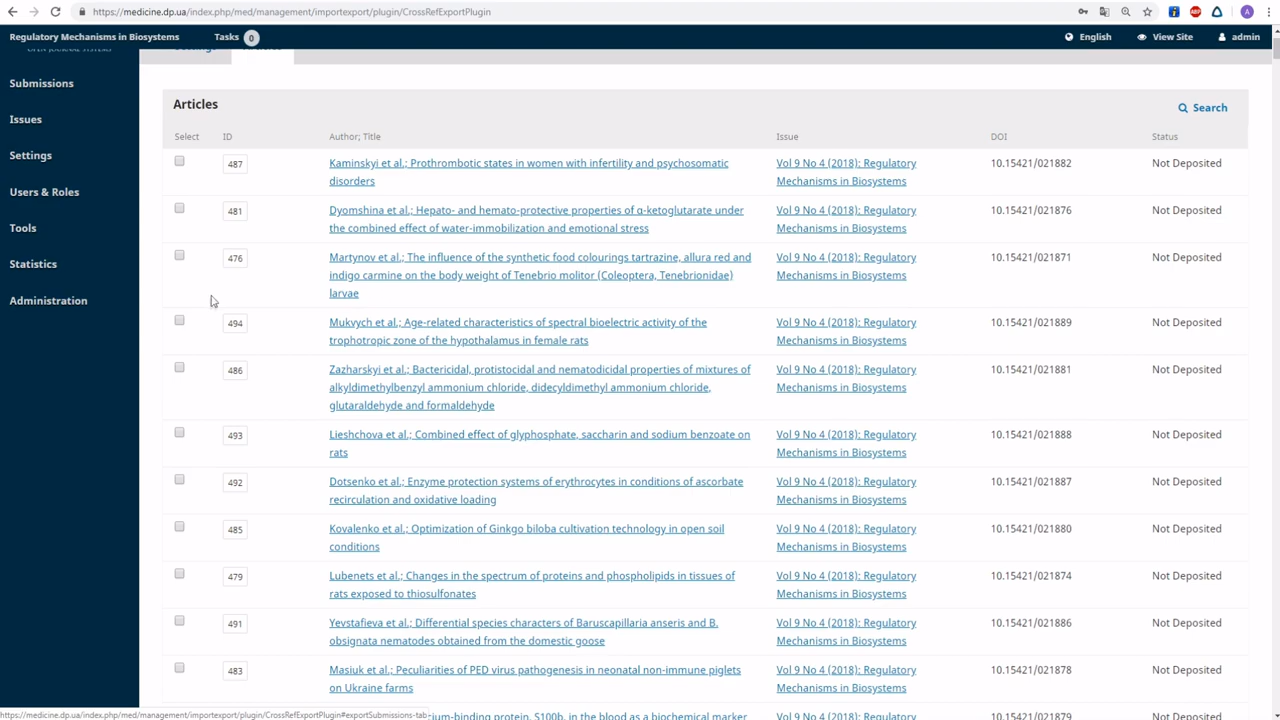 https://medicine.dp.ua/index.php/med/management/importexport/plugin/CrossRefExportPlugin
Regulatory Mechanisms in Biosystems
Tasks 0
English
View Site
admin
Submissions
Issues
Settings
Users & Roles
Tools
Statistics
Administration
Articles
Search
Select ID Author; Title Issue DOI Status
487 Kaminskyi et al.; Prothrombotic states in women with infertility and psychosomatic Vol 9 No 4 (2018): Regulatory 10.15421/021882 Not Deposited
disorders Mechanisms in Biosystems
481 Dyomshina et al.; Hepato- and hemato-protective properties of α-ketoglutarate under Vol 9 No 4 (2018): Regulatory 10.15421/021876 Not Deposited
the combined effect of water-immobilization and emotional stress Mechanisms in Biosystems
476 Martynov et al.; The influence of the synthetic food colourings tartrazine, allura red and Vol 9 No 4 (2018): Regulatory 10.15421/021871 Not Deposited
indigo carmine on the body weight of Tenebrio molitor (Coleoptera, Tenebrionidae) Mechanisms in Biosystems
larvae
494 Mukvych et al.; Age-related characteristics of spectral bioelectric activity of the Vol 9 No 4 (2018): Regulatory 10.15421/021889 Not Deposited
trophotropic zone of the hypothalamus in female rats Mechanisms in Biosystems
486 Zazharskyi et al.; Bactericidal, protistocidal and nematodicidal properties of mixtures of Vol 9 No 4 (2018): Regulatory 10.15421/021881 Not Deposited
alkyldimethylbenzyl ammonium chloride, didecyldimethyl ammonium chloride, Mechanisms in Biosystems
glutaraldehyde and formaldehyde
493 Lieshchova et al.; Combined effect of glyphosphate, saccharin and sodium benzoate on Vol 9 No 4 (2018): Regulatory 10.15421/021888 Not Deposited
rats Mechanisms in Biosystems
492 Dotsenko et al.; Enzyme protection systems of erythrocytes in conditions of ascorbate Vol 9 No 4 (2018): Regulatory 10.15421/021887 Not Deposited
recirculation and oxidative loading Mechanisms in Biosystems
485 Kovalenko et al.; Optimization of Ginkgo biloba cultivation technology in open soil Vol 9 No 4 (2018): Regulatory 10.15421/021880 Not Deposited
conditions Mechanisms in Biosystems
479 Lubenets et al.; Changes in the spectrum of proteins and phospholipids in tissues of Vol 9 No 4 (2018): Regulatory 10.15421/021874 Not Deposited
rats exposed to thiosulfonates Mechanisms in Biosystems
491 Yevstafieva et al.; Differential species characters of Baruscapillaria anseris and B. Vol 9 No 4 (2018): Regulatory 10.15421/021886 Not Deposited
obsignata nematodes obtained from the domestic goose Mechanisms in Biosystems
483 Masiuk et al.; Peculiarities of PED virus pathogenesis in neonatal non-immune piglets Vol 9 No 4 (2018): Regulatory 10.15421/021878 Not Deposited
on Ukraine farms Mechanisms in Biosystems
https://medicine.dp.ua/index.php/med/management/importexport/plugin/CrossRefExportPlugin#exportSubmissions-tab
cium-binding protein, S100b, in the blood as a biochemical marker Vol 9 No 4 (2018): Regulatory 10.15421/021879 Not Deposited